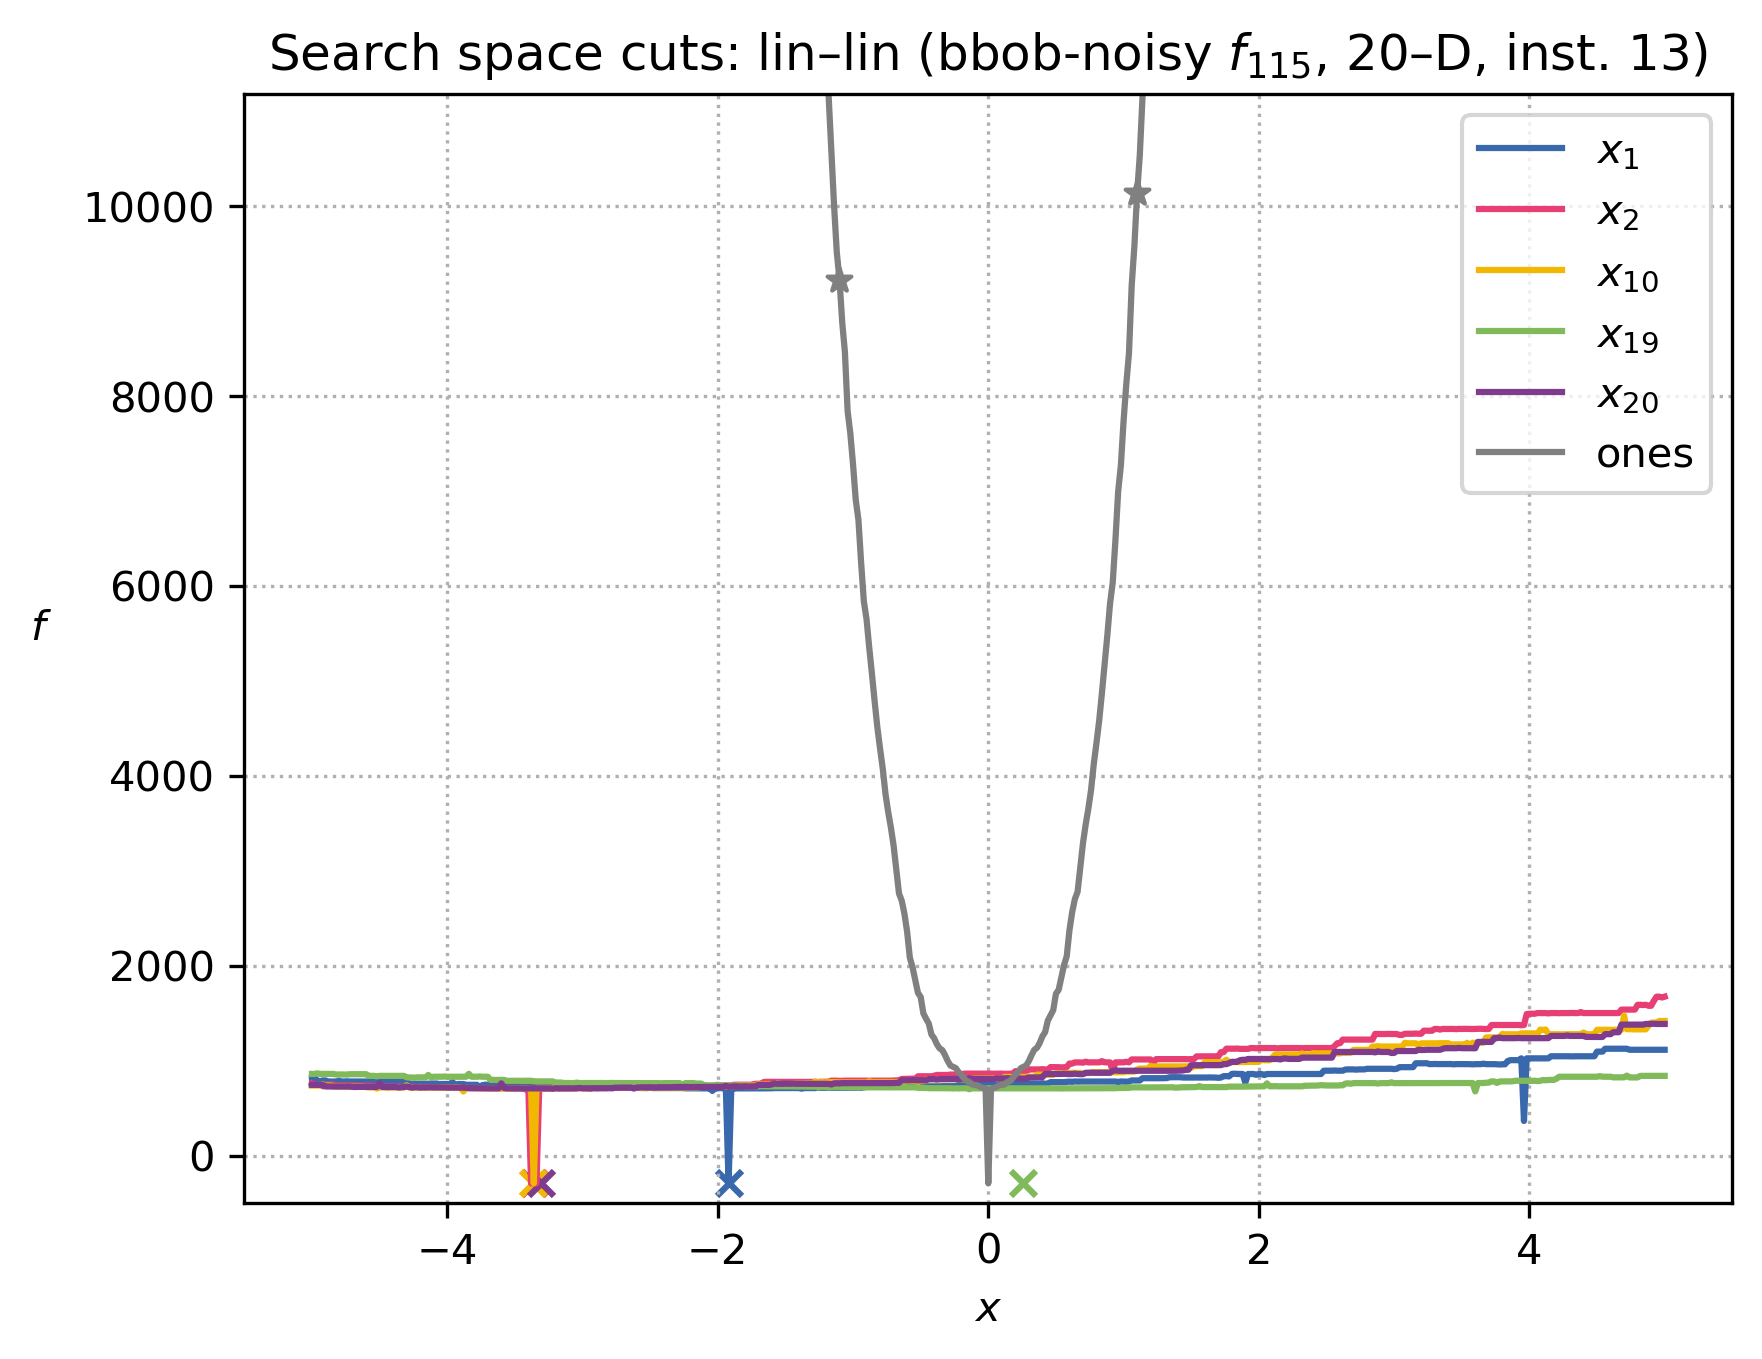 Search space cuts: lin–lin (bbob-noisy f₁₁₅, 20–D, inst. 13)
x₁
x₂
x₁₀
x₁₉
x₂₀
ones
10000
8000
6000
4000
2000
0
f
−4
−2
0
2
4
x